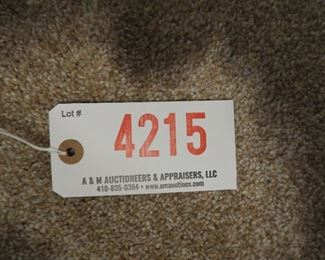 Lot #
4215
A & M AUCTIONEERS & APPRAISERS, LLC
410-835-0384 • www.amauctions.com